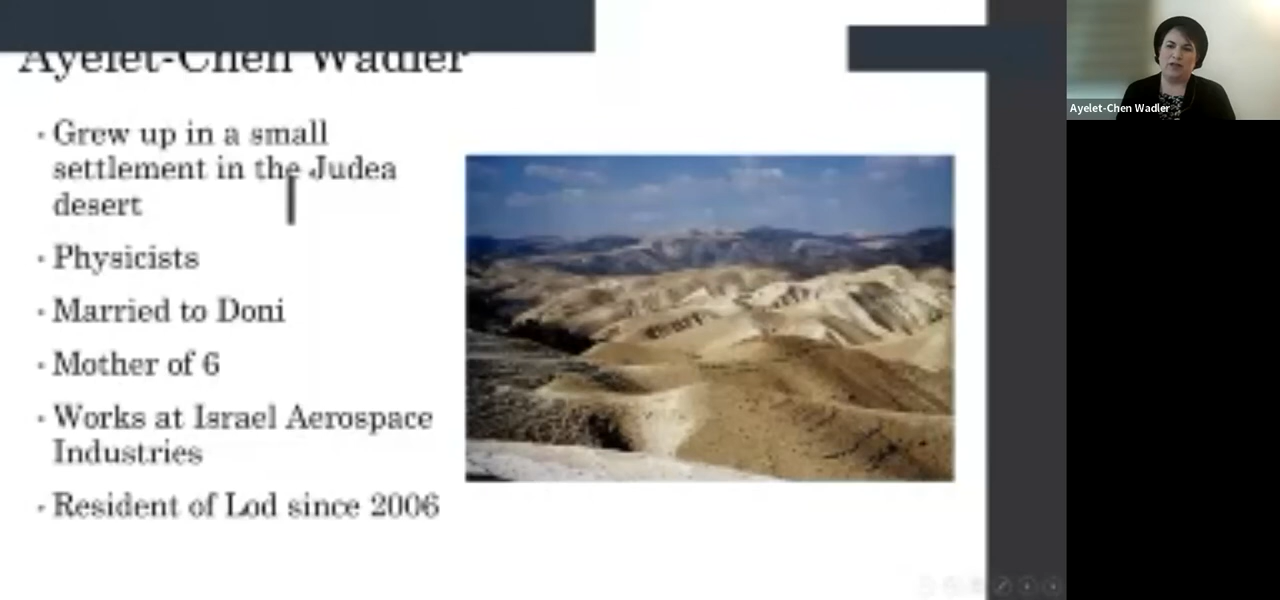 Ayelet-Chen Wadler
· Grew up in a small
settlement in the Judea
desert
· Physicists
· Married to Doni
· Mother of 6
· Works at Israel Aerospace
Industries
· Resident of Lod since 2006
Ayelet-Chen Wadler